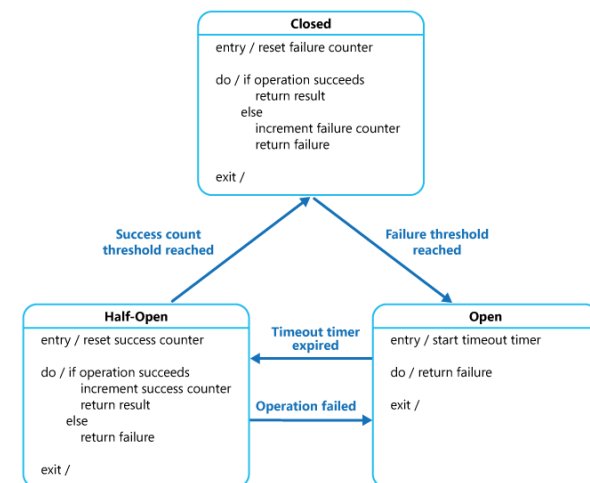 Closed
entry / reset failure counter
do / if operation succeeds
return result
else
increment failure counter
return failure
exit /
Success count
threshold reached
Failure threshold
reached
Half-Open
entry / reset success counter
do / if operation succeeds
increment success counter
return result
else
return failure
exit /
Timeout timer
expired
Operation failed
Open
entry / start timeout timer
do / return failure
exit /